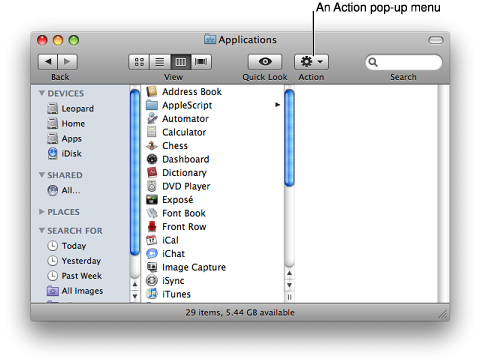 An Action pop-up menu
Applications
Back
View
Quick Look
Action
Search
DEVICES
Leopard
Home
Apps
iDisk
SHARED
All...
PLACES
SEARCH FOR
Today
Yesterday
Past Week
All Images
Address Book
AppleScript
Automator
Calculator
Chess
Dashboard
Dictionary
DVD Player
Exposé
Font Book
Front Row
iCal
iChat
Image Capture
iSync
iTunes
29 items, 5.44 GB available